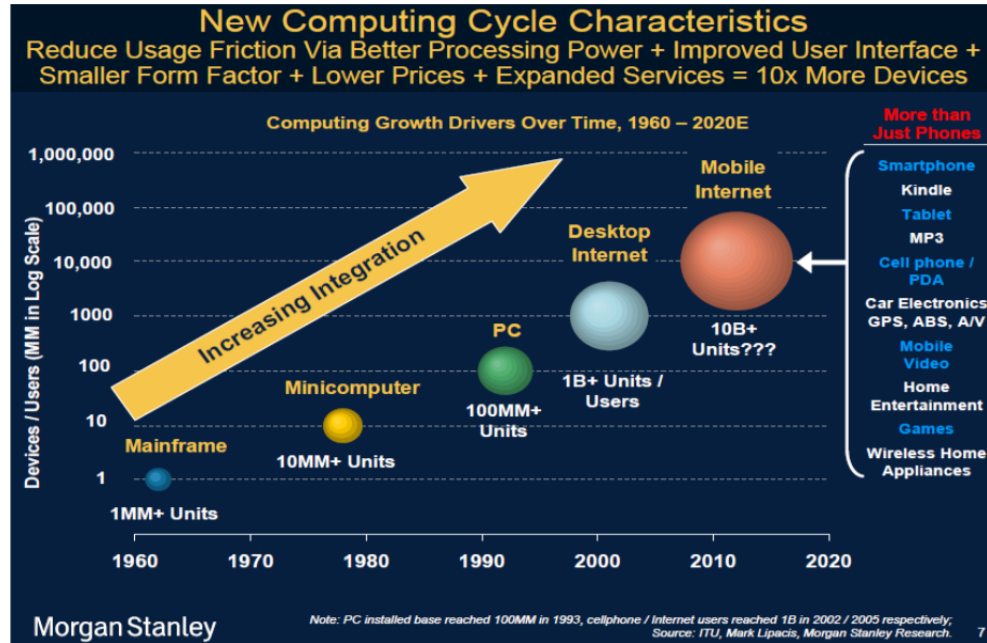 New Computing Cycle Characteristics
Reduce Usage Friction Via Better Processing Power + Improved User Interface +
Smaller Form Factor + Lower Prices + Expanded Services = 10x More Devices
Computing Growth Drivers Over Time, 1960 – 2020E
More than
Just Phones
Devices / Users (MM in Log Scale)
1,000,000
100,000
10,000
1000
100
10
1
Increasing Integration
Mainframe
1MM+ Units
Minicomputer
10MM+ Units
PC
100MM+
Units
Desktop
Internet
1B+ Units /
Users
Mobile
Internet
10B+
Units???
Smartphone
Kindle
Tablet
MP3
Cell phone /
PDA
Car Electronics
GPS, ABS, A/V
Mobile
Video
Home
Entertainment
Games
Wireless Home
Appliances
1960
1970
1980
1990
2000
2010
2020
Morgan Stanley
Note: PC installed base reached 100MM in 1993, cellphone / Internet users reached 1B in 2002 / 2005 respectively;
Source: ITU, Mark Lipacis, Morgan Stanley Research.
7